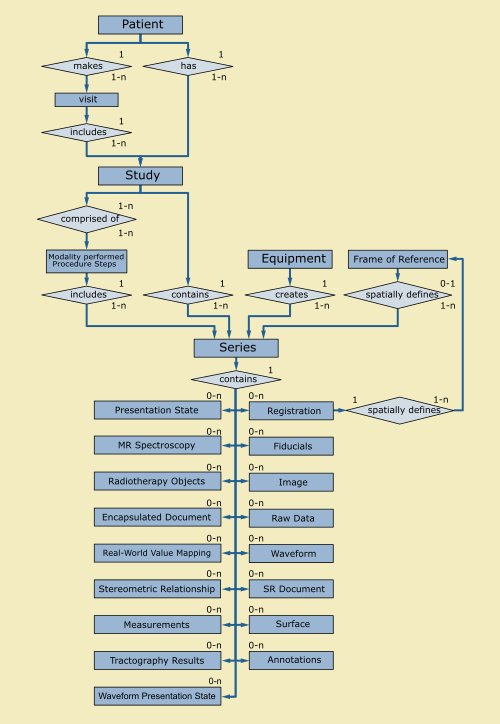 Patient
1 1
makes has
1-n 1-n
visit
1
includes
1-n
Study
1-n
comprised of
1-n
Modality performed
Procedure Steps
Equipment Frame of Reference
1 1 1 0-1
includes contains creates spatially defines
1-n 1-n 1-n 1-n
Series
1
contains
0-n 0-n 1 1-n
Presentation State Registration spatially defines
0-n 0-n
MR Spectroscopy Fiducials
0-n 0-n
Radiotherapy Objects Image
0-n 0-n
Encapsulated Document Raw Data
0-n 0-n
Real-World Value Mapping Waveform
0-n 0-n
Stereometric Relationship SR Document
0-n 0-n
Measurements Surface
0-n 0-n
Tractography Results Annotations
0-n
Waveform Presentation State